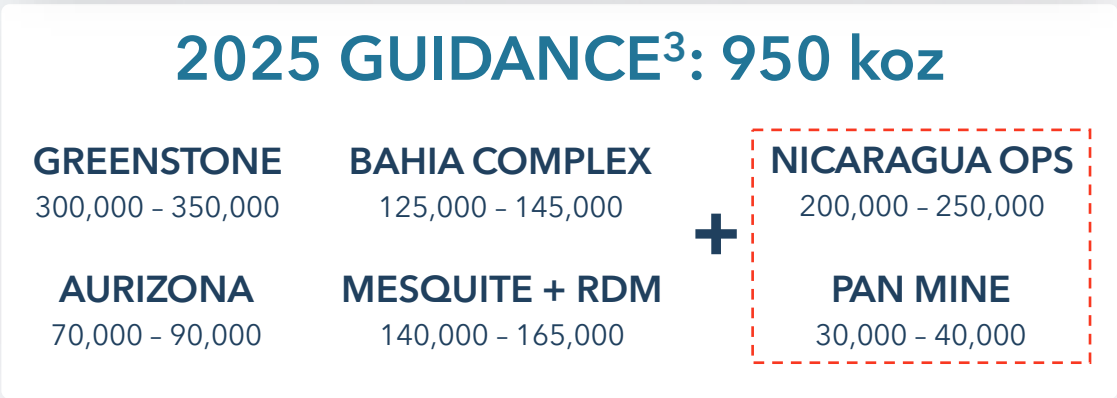 2025 GUIDANCE³: 950 koz
GREENSTONE
300,000 – 350,000
BAHIA COMPLEX
125,000 – 145,000
AURIZONA
70,000 – 90,000
MESQUITE + RDM
140,000 – 165,000
+
NICARAGUA OPS
200,000 – 250,000
PAN MINE
30,000 – 40,000